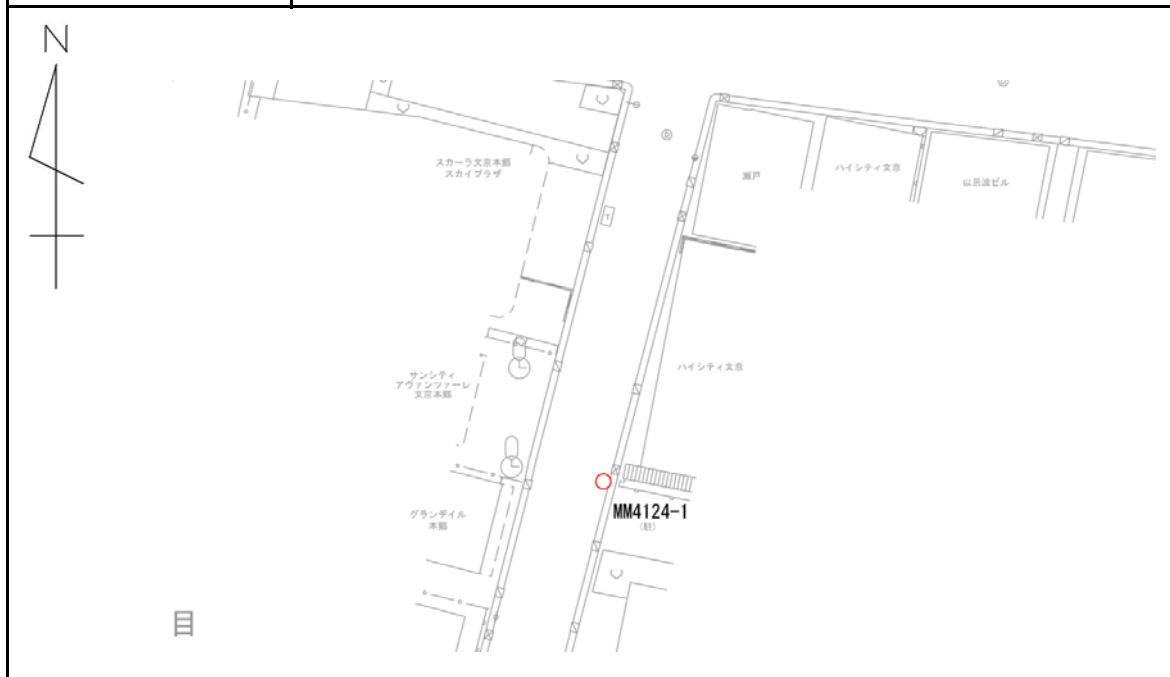 N
スカーラ文京本郷
スカイプラザ
瀬戸
ハイシティ文京
以呂波ビル
1
サンシティ
アヴァンツァーレ
文京本郷
ハイシティ文京
グランデイル
本郷
MM4124-1
(駐)
目